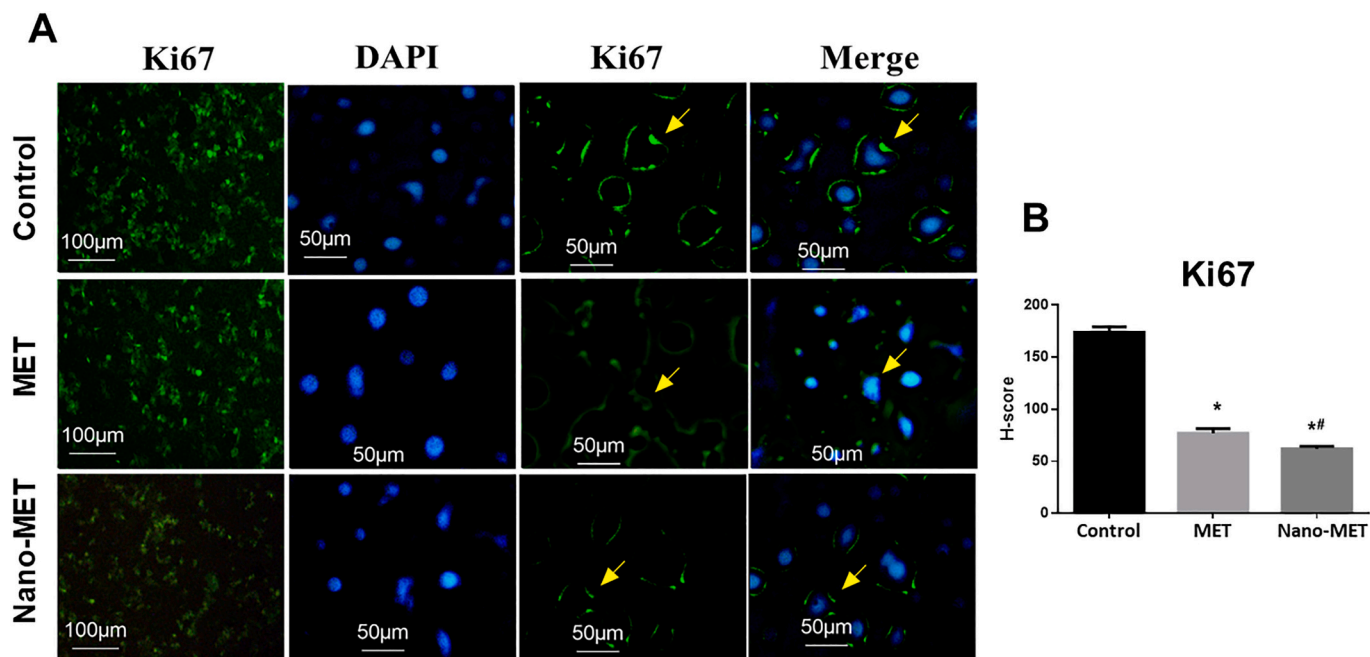 A
Ki67 DAPI Ki67 Merge
Control
100µm 50µm 50µm 50µm
MET
100µm 50µm 50µm 50µm
Nano-MET
100µm 50µm 50µm 50µm
B
Ki67
200
150
100
50
0
H-score
*
*#
Control MET Nano-MET